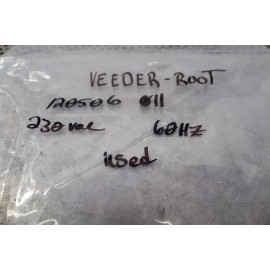 VEEDER-ROOT
120506 011
230 vac 60HZ
used